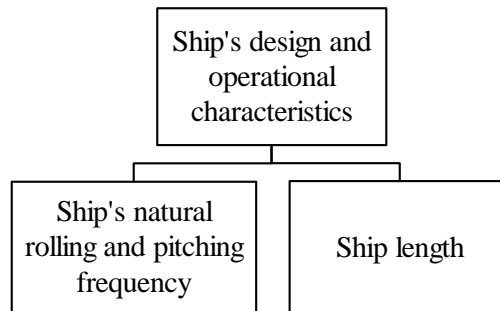 Ship's design and
operational
characteristics
Ship's natural
rolling and pitching
frequency
Ship length